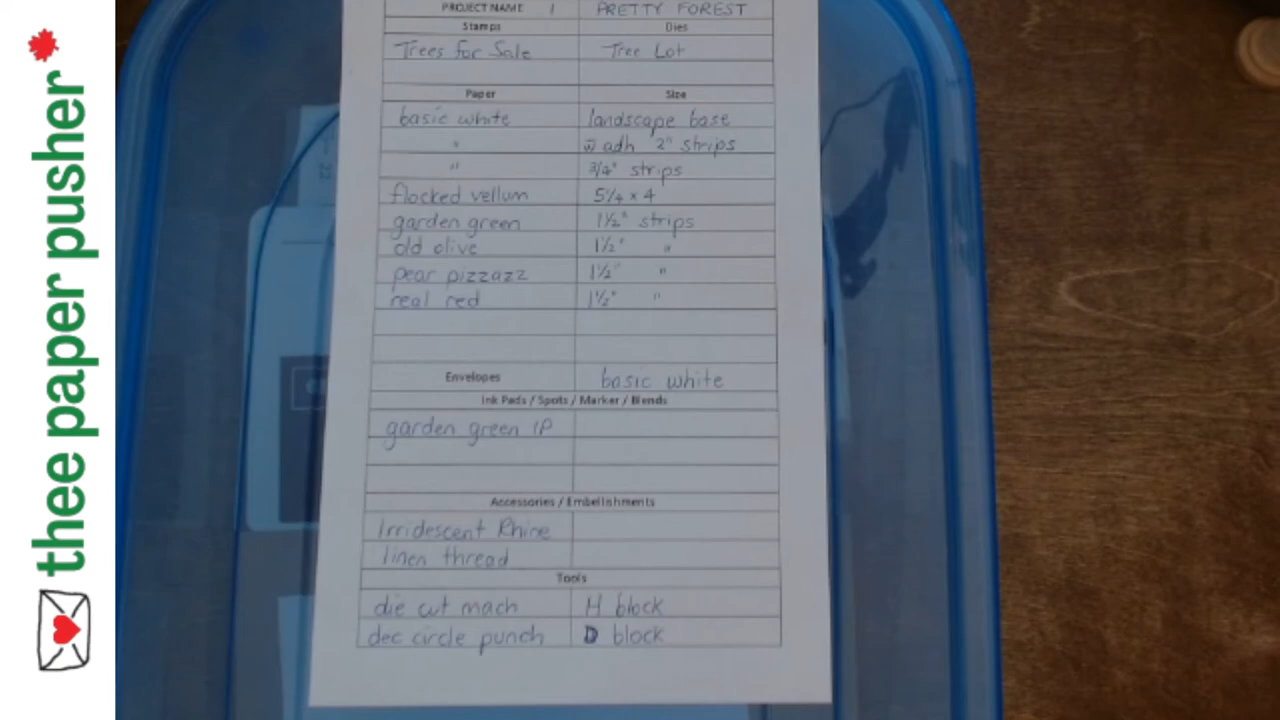 thee paper pusher
PROJECT NAME 1 PRETTY FOREST
Stamps Dies
Trees for Sale Tree Lot
Paper Size
basic white landscape base
" w adh 2" strips
" 3/4" strips
flocked vellum 5 1/4 x 4
garden green 1 1/2" strips
old olive 1 1/2" "
pear pizzazz 1 1/2" "
real red 1 1/2" "
Envelopes basic white
Ink Pads / Spots / Marker / Blends
garden green IP
Accessories / Embellishments
Irridescent Rhine
linen thread
Tools
die cut mach H block
dec circle punch D block